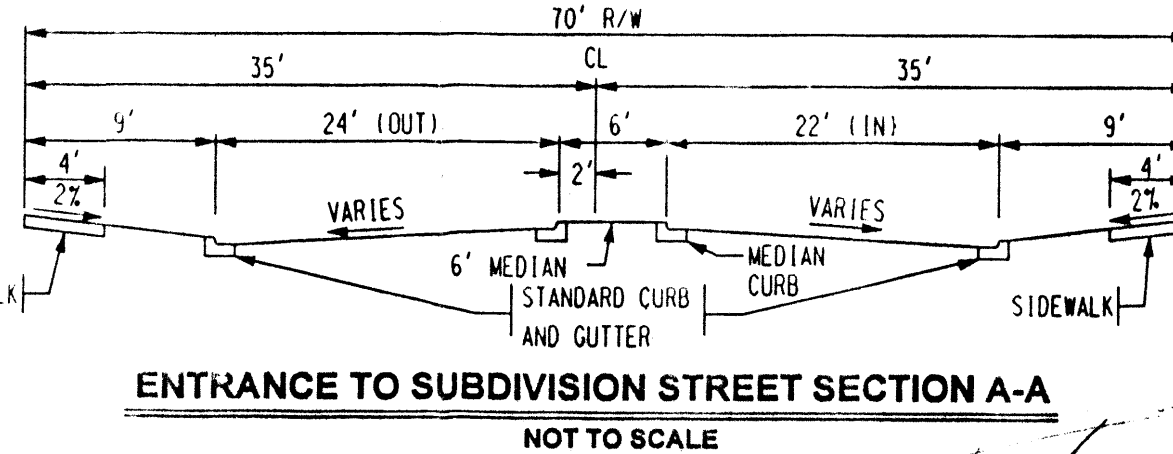 70' R/W
35' CL 35'
9' 24' (OUT) 6' 22' (IN) 9'
4' 2' 4'
2% VARIES VARIES 2%
6' MEDIAN MEDIAN
CURB
LK STANDARD CURB SIDEWALK
AND GUTTER
ENTRANCE TO SUBDIVISION STREET SECTION A-A
NOT TO SCALE